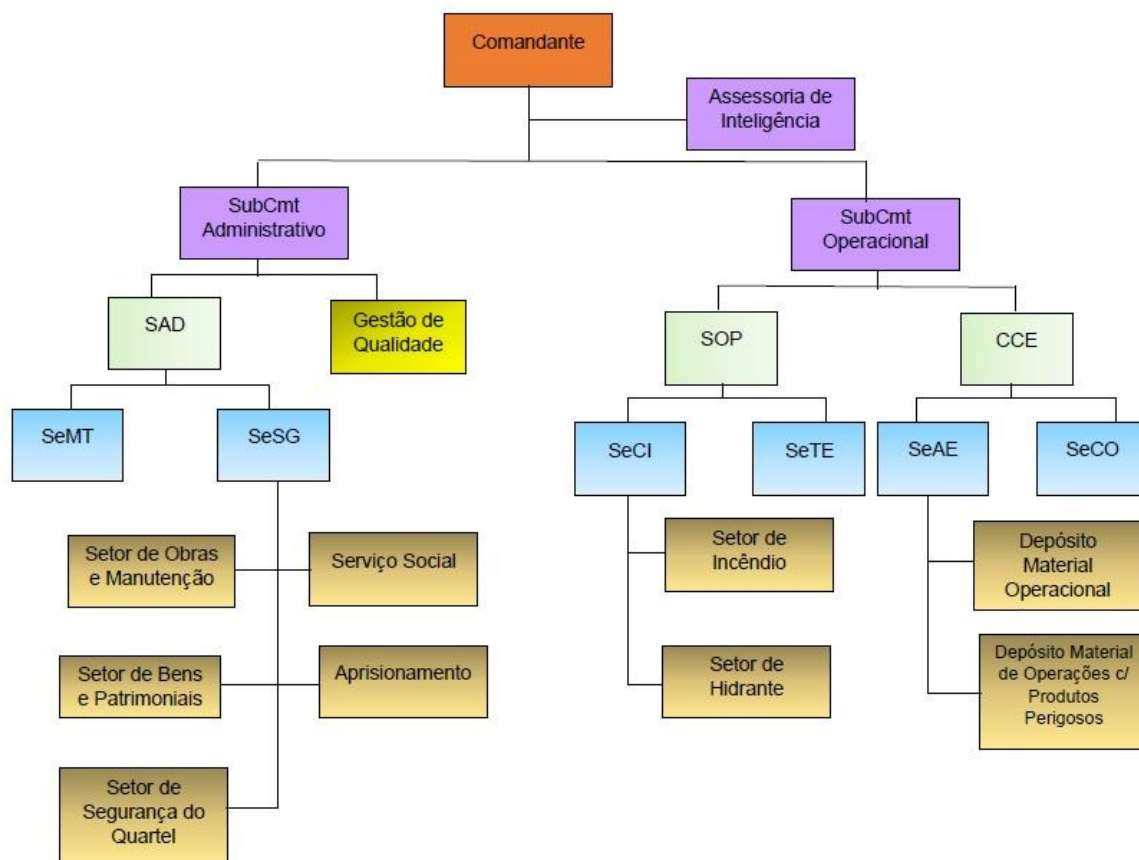 Comandante
Assessoria de
Inteligência
SubCmt
Administrativo
SubCmt
Operacional
SAD
Gestão de
Qualidade
SOP
CCE
SeMT
SeSG
SeCI
SeTE
SeAE
SeCO
Setor de Obras
e Manutenção
Serviço Social
Setor de
Incêndio
Depósito
Material
Operacional
Setor de Bens
e Patrimoniais
Aprisionamento
Setor de
Hidrante
Depósito Material
de Operações c/
Produtos
Perigosos
Setor de
Segurança do
Quartel